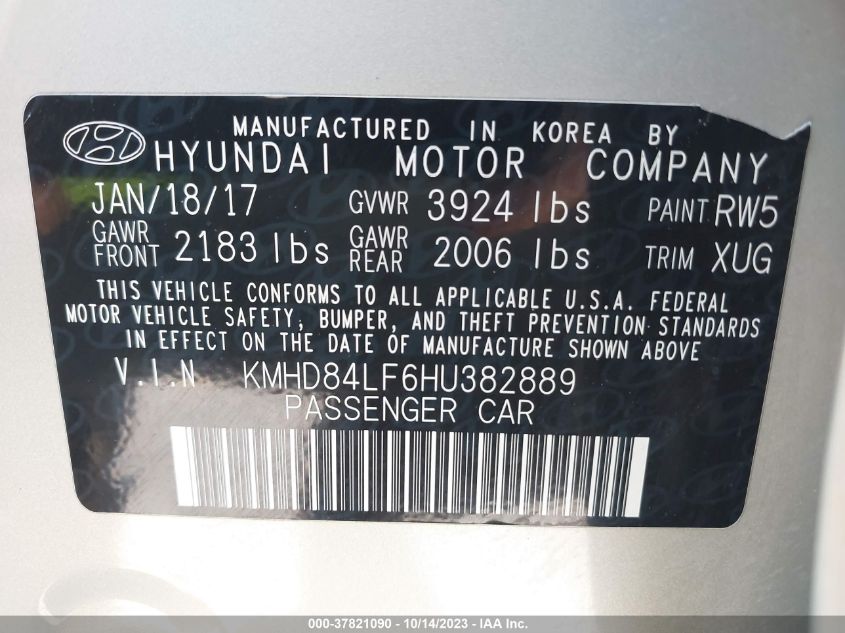 MANUFACTURED IN KOREA BY
HYUNDAI MOTOR COMPANY
JAN/18/17 GVWR 3924 lbs PAINT RW5
GAWR FRONT 2183 lbs GAWR REAR 2006 lbs TRIM XUG
THIS VEHICLE CONFORMS TO ALL APPLICABLE U.S.A. FEDERAL
MOTOR VEHICLE SAFETY, BUMPER, AND THEFT PREVENTION STANDARDS
IN EFFECT ON THE DATE OF MANUFACTURE SHOWN ABOVE
V.I.N KMHD84LF6HU382889
PASSENGER CAR
000-37821090 - 10/14/2023 - IAA Inc.